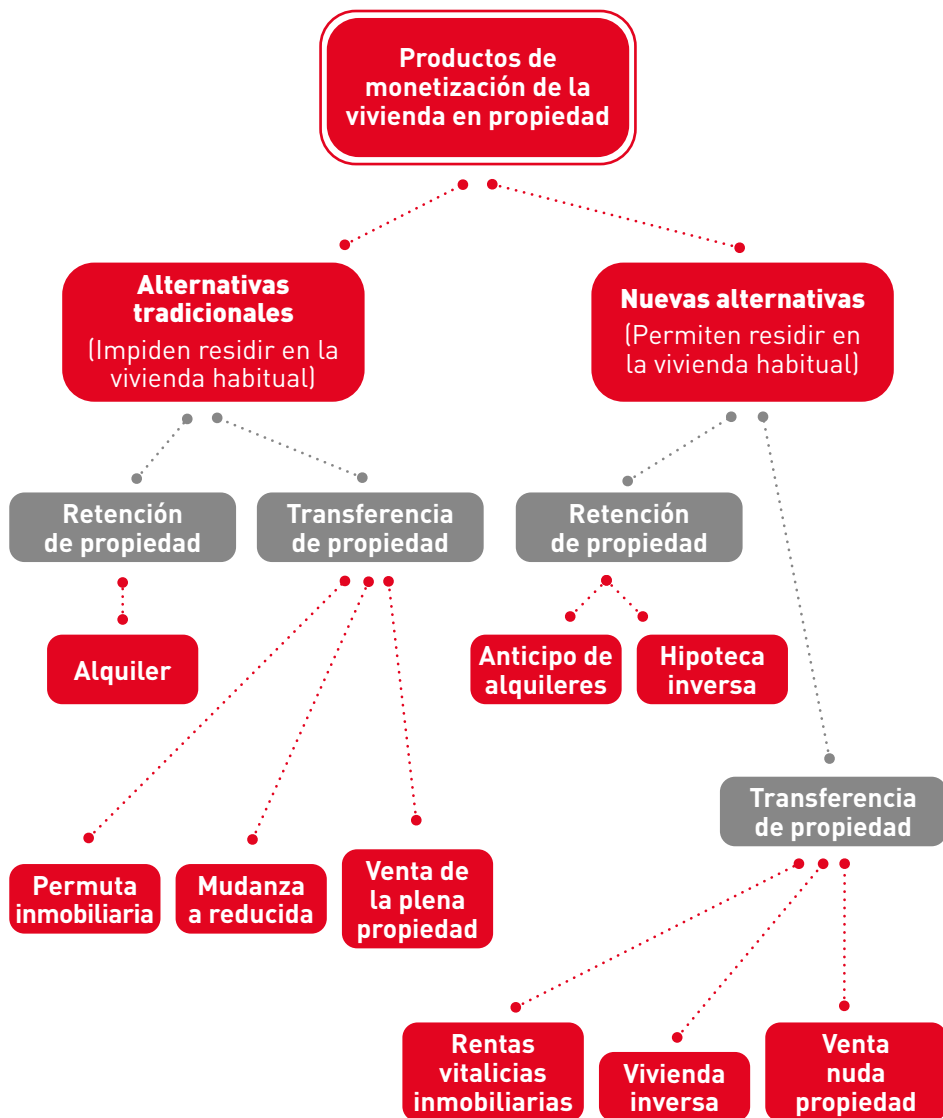 Productos de
monetización de la
vivienda en propiedad
Alternativas
tradicionales
(Impiden residir en la
vivienda habitual)
Nuevas alternativas
(Permiten residir en
la vivienda habitual)
Retención
de propiedad
Transferencia
de propiedad
Retención
de propiedad
Alquiler
Anticipo de
alquileres
Hipoteca
inversa
Transferencia
de propiedad
Permuta
inmobiliaria
Mudanza
a reducida
Venta de
la plena
propiedad
Rentas
vitalicias
inmobiliarias
Vivienda
inversa
Venta
nuda
propiedad